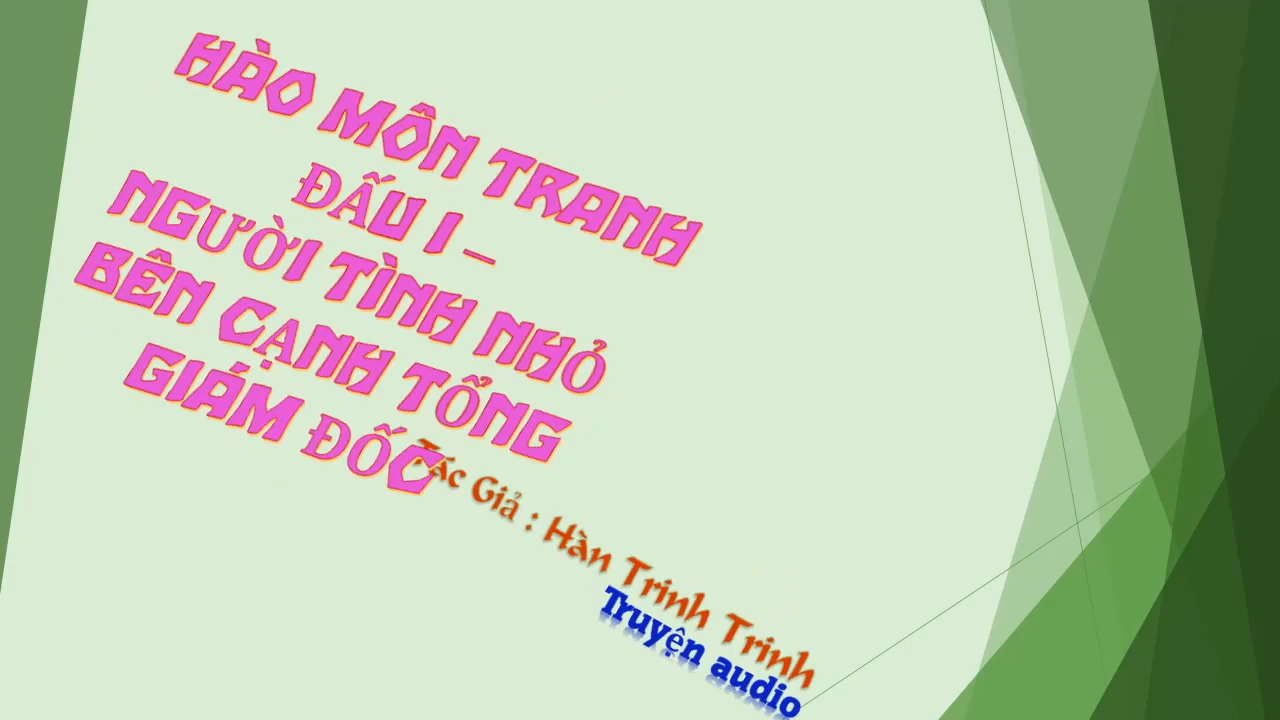 HÀO MÔN TRANH
ĐẤU I _
NGƯỜI TÌNH NHỎ
BÊN CẠNH TỔNG
GIÁM ĐỐC
Tác Giả : Hàn Trinh Trinh
Truyện audio